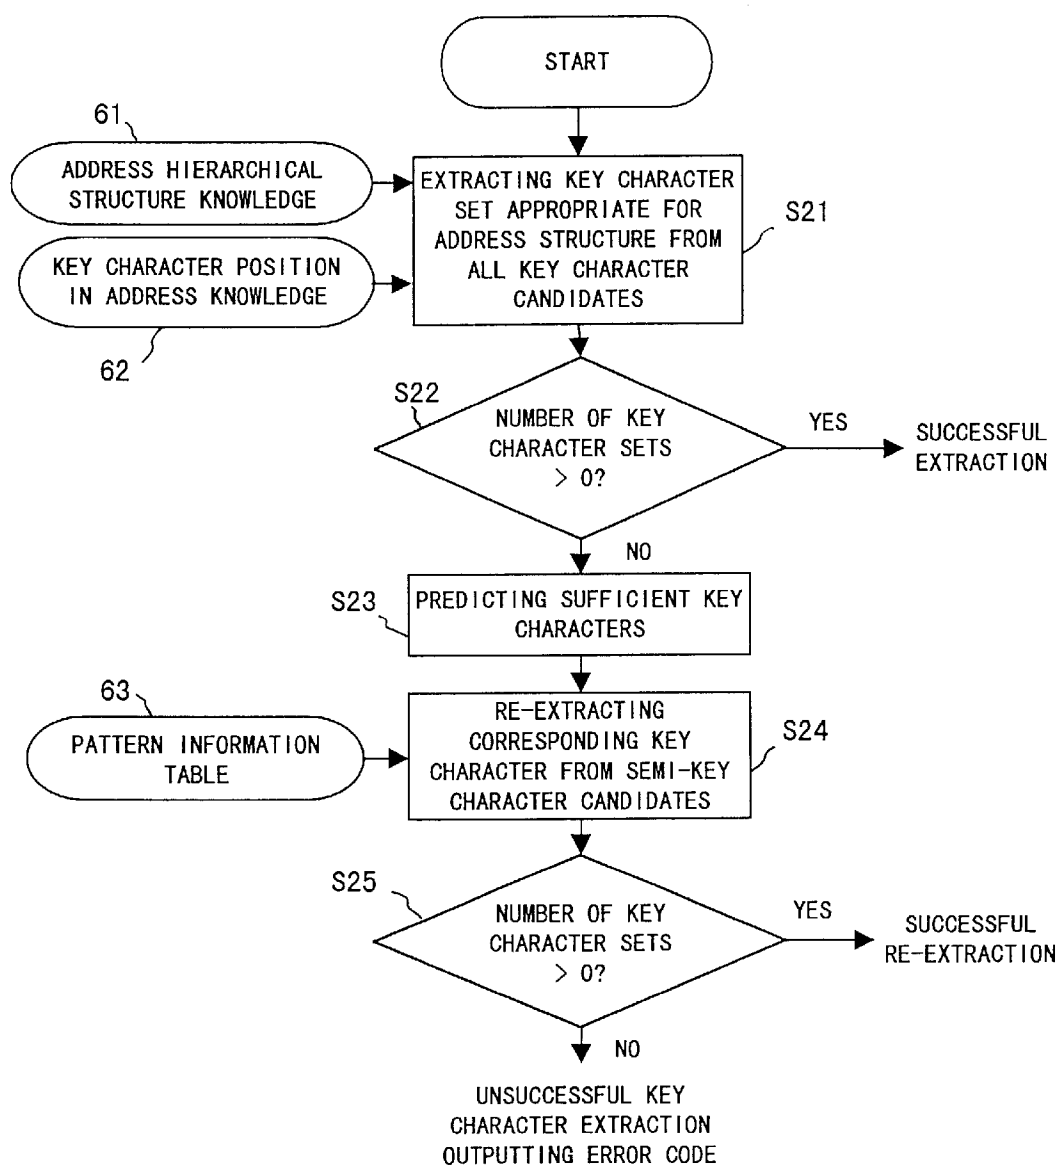 START
61
ADDRESS HIERARCHICAL
STRUCTURE KNOWLEDGE
EXTRACTING KEY CHARACTER
SET APPROPRIATE FOR
ADDRESS STRUCTURE FROM
ALL KEY CHARACTER
CANDIDATES
S21
KEY CHARACTER POSITION
IN ADDRESS KNOWLEDGE
62
S22
NUMBER OF KEY
CHARACTER SETS
> 0?
YES
SUCCESSFUL
EXTRACTION
NO
S23
PREDICTING SUFFICIENT KEY
CHARACTERS
63
PATTERN INFORMATION
TABLE
RE-EXTRACTING
CORRESPONDING KEY
CHARACTER FROM SEMI-KEY
CHARACTER CANDIDATES
S24
S25
NUMBER OF KEY
CHARACTER SETS
> 0?
YES
SUCCESSFUL
RE-EXTRACTION
NO
UNSUCCESSFUL KEY
CHARACTER EXTRACTION
OUTPUTTING ERROR CODE